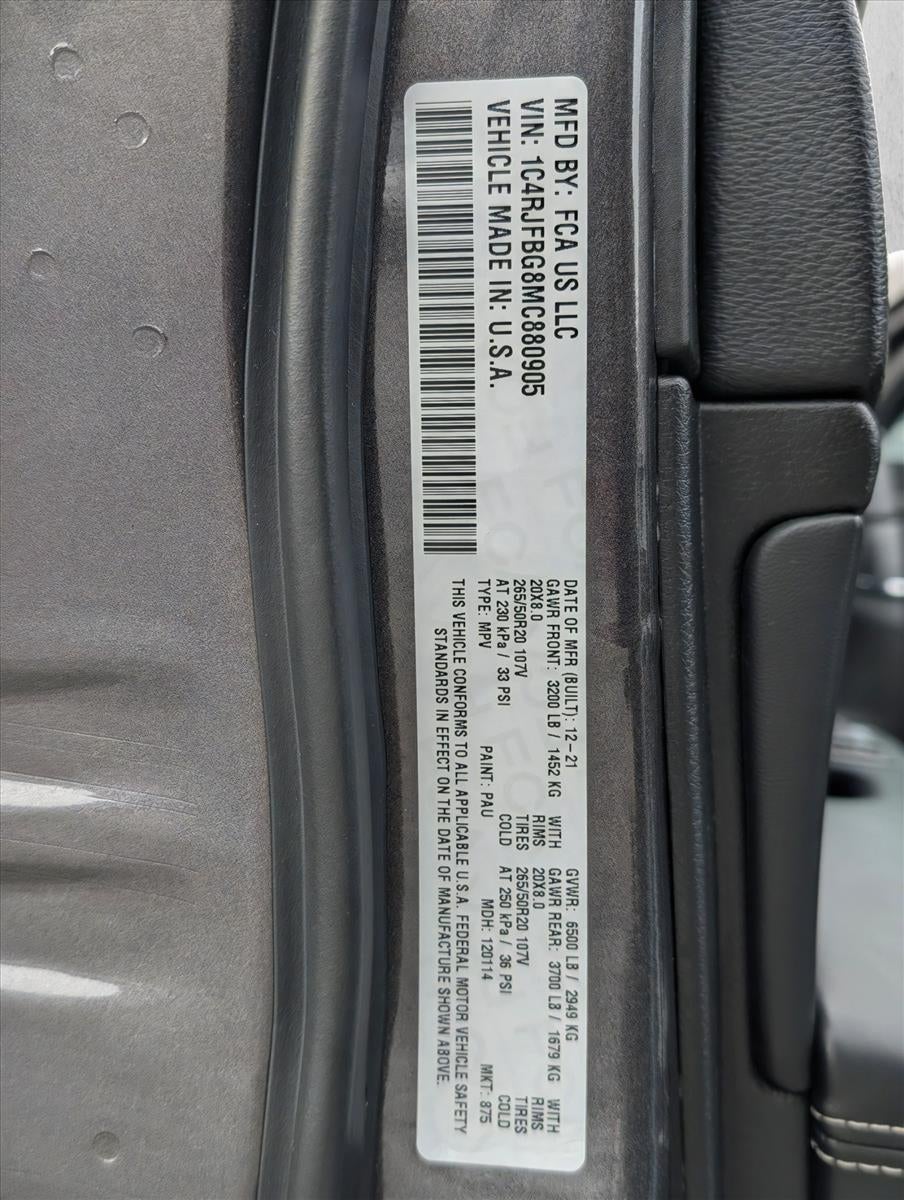 MFD BY: FCA US LLC
VIN: 1C4RJFBG8MC880905
VEHICLE MADE IN: U.S.A.
DATE OF MFR (BUILT): 12-21 GVWR: 6500 LB / 2949 KG
GAWR FRONT: 3200 LB / 1452 KG WITH GAWR REAR: 3700 LB / 1679 KG WITH
20X8.0 RIMS 20X8.0 RIMS
265/50R20 107V TIRES 265/50R20 107V TIRES
AT 230 kPa / 33 PSI COLD AT 250 kPa / 36 PSI COLD
TYPE: MPV PAINT: PAU MDH: 120114 MKT: 875
THIS VEHICLE CONFORMS TO ALL APPLICABLE U.S.A. FEDERAL MOTOR VEHICLE SAFETY
STANDARDS IN EFFECT ON THE DATE OF MANUFACTURE SHOWN ABOVE.